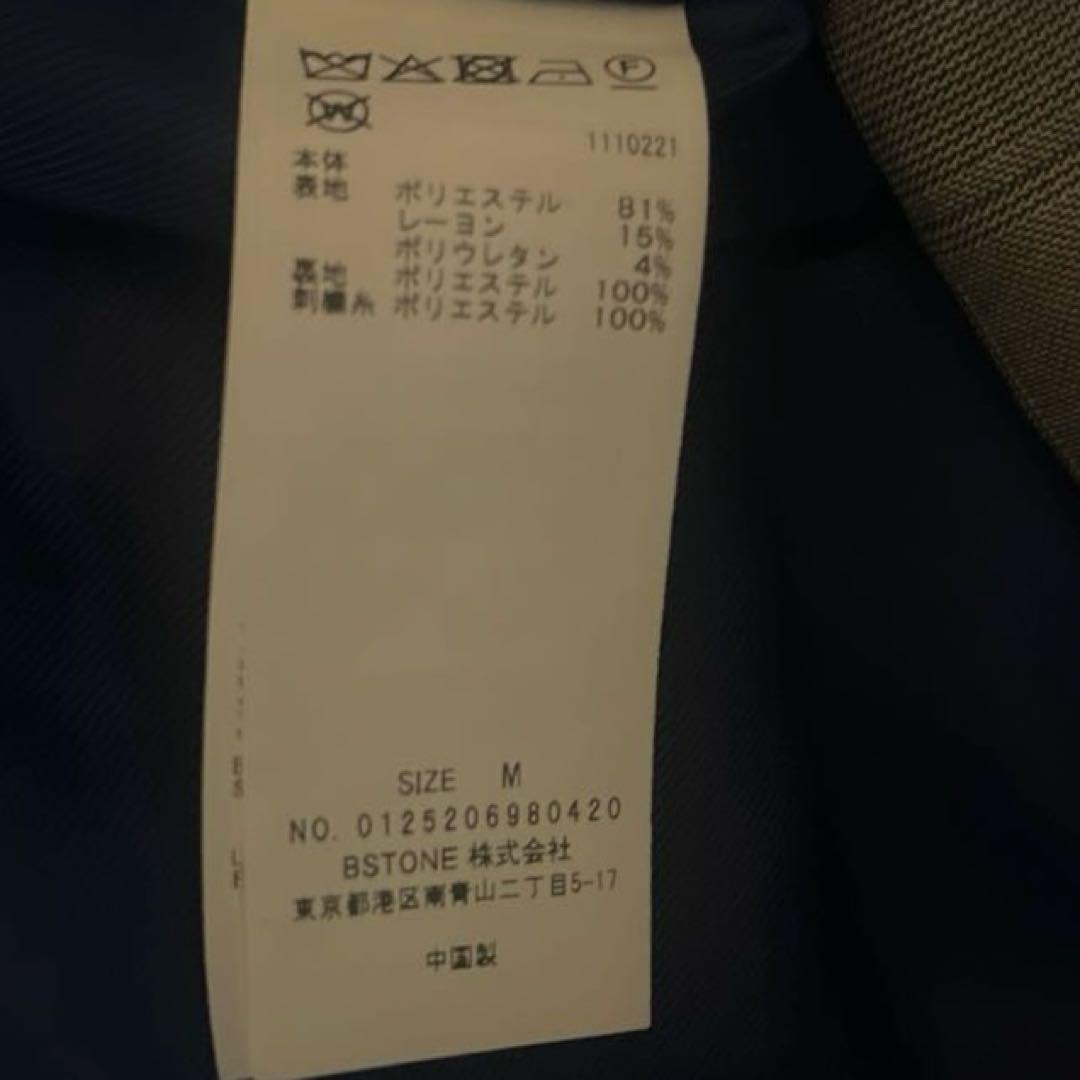 F
W
1110221
本体
表地 ポリエステル 81%
レーヨン 15%
ポリウレタン 4%
裏地 ポリエステル 100%
刺繍糸 ポリエステル 100%
SIZE M
NO. 0125206980420
BSTONE 株式会社
東京都港区南青山二丁目5-17
中国製